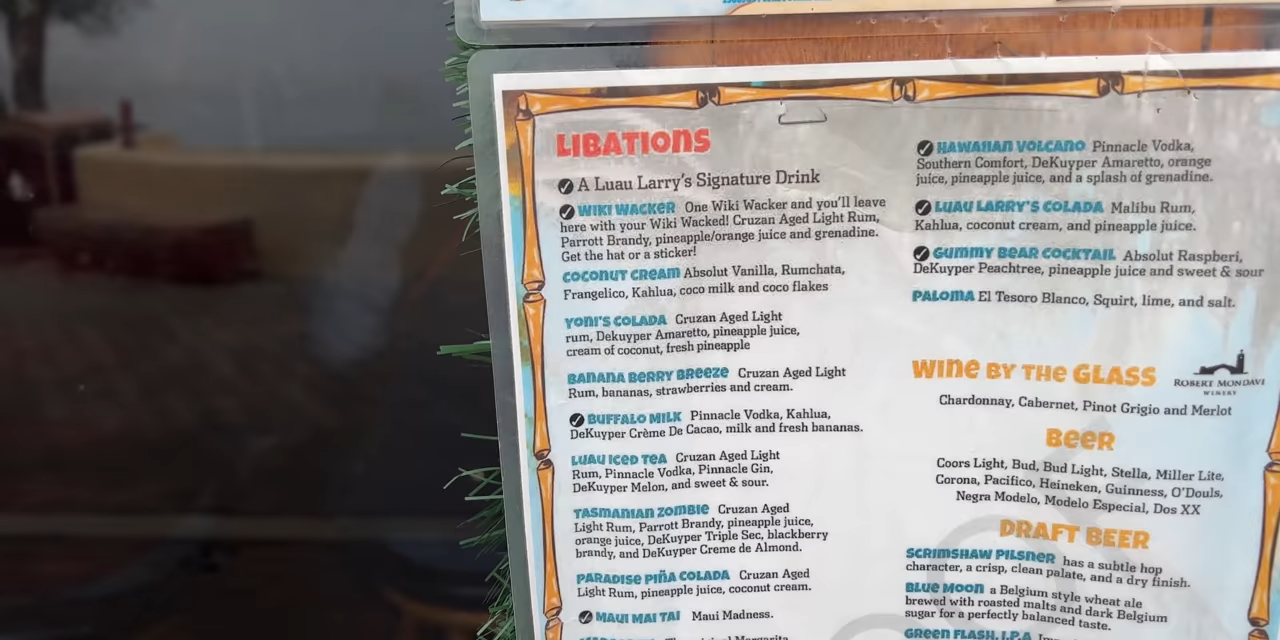 LIBATIONS
A Luau Larry's Signature Drink
WIKI WACKER One Wiki Wacker and you'll leave
here with your Wiki Wacked! Cruzan Aged Light Rum,
Parrott Brandy, pineapple/orange juice and grenadine.
Get the hat or a sticker!
COCONUT CREAM Absolut Vanilla, Rumchata,
Frangelico, Kahlua, coco milk and coco flakes
YONI'S COLADA Cruzan Aged Light
rum, Dekuyper Amaretto, pineapple juice,
cream of coconut, fresh pineapple
BANANA BERRY BREEZE Cruzan Aged Light
Rum, bananas, strawberries and cream.
BUFFALO MILK Pinnacle Vodka, Kahlua,
DeKuyper Crème De Cacao, milk and fresh bananas.
LUAU ICED TEA Cruzan Aged Light
Rum, Pinnacle Vodka, Pinnacle Gin,
DeKuyper Melon, and sweet & sour.
TASMANIAN ZOMBIE Cruzan Aged
Light Rum, Parrott Brandy, pineapple juice,
orange juice, DeKuyper Triple Sec, blackberry
brandy, and DeKuyper Creme de Almond.
PARADISE PIÑA COLADA Cruzan Aged
Light Rum, pineapple juice, coconut cream.
MAUI MAI TAI Maui Madness.
HAWAIIAN VOLCANO Pinnacle Vodka,
Southern Comfort, DeKuyper Amaretto, orange
juice, pineapple juice, and a splash of grenadine.
LUAU LARRY'S COLADA Malibu Rum,
Kahlua, coconut cream, and pineapple juice.
GUMMY BEAR COCKTAIL Absolut Raspberi,
DeKuyper Peachtree, pineapple juice and sweet & sour
PALOMA El Tesoro Blanco, Squirt, lime, and salt.
WINE BY THE GLASS
ROBERT MONDAVI
WINERY
Chardonnay, Cabernet, Pinot Grigio and Merlot
BEER
Coors Light, Bud, Bud Light, Stella, Miller Lite,
Corona, Pacifico, Heineken, Guinness, O'Douls,
Negra Modelo, Modelo Especial, Dos XX
DRAFT BEER
SCRIMSHAW PILSNER has a subtle hop
character, a crisp, clean palate, and a dry finish.
BLUE MOON a Belgium style wheat ale
brewed with roasted malts and dark Belgium
sugar for a perfectly balanced taste.
GREEN FLASH I.P.A